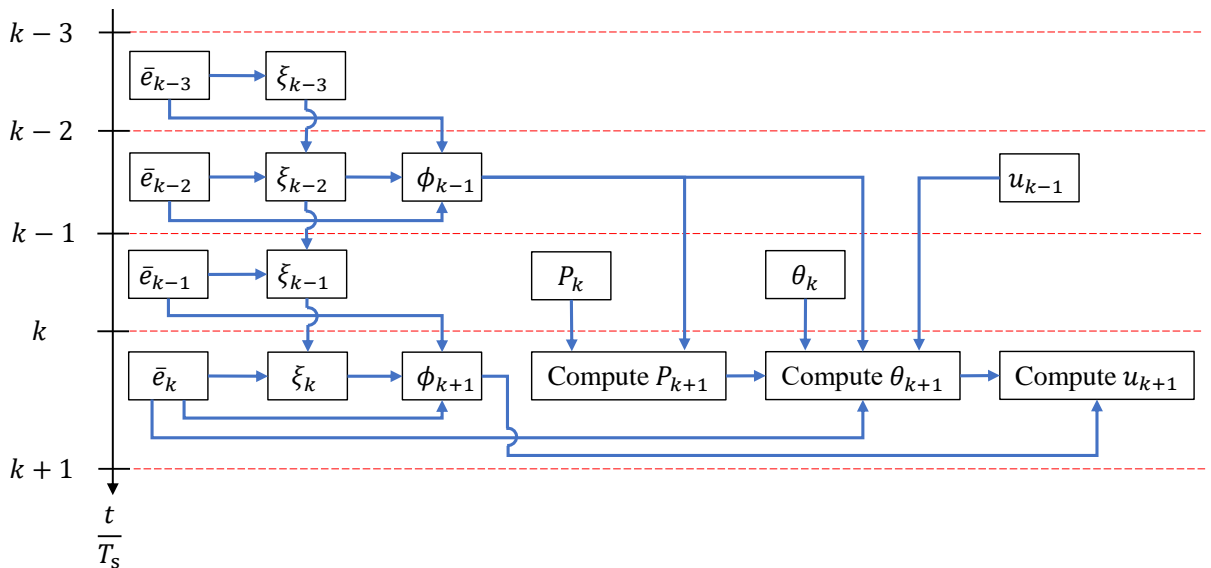 k − 3
ē_{k−3} ξ_{k−3}
k − 2
ē_{k−2} ξ_{k−2} ϕ_{k−1} u_{k−1}
k − 1
ē_{k−1} ξ_{k−1} P_k θ_k
k
ē_k ξ_k ϕ_{k+1} Compute P_{k+1} Compute θ_{k+1} Compute u_{k+1}
k + 1
t
T_s